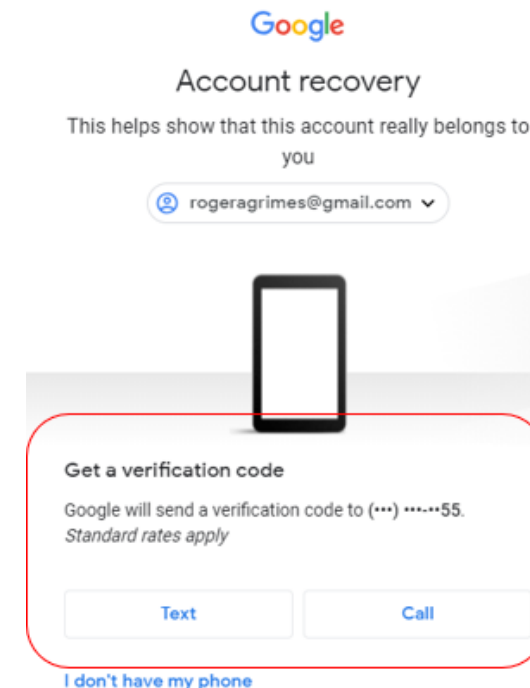 Google
Account recovery
This helps show that this account really belongs to
you
rogeragrimes@gmail.com
Get a verification code
Google will send a verification code to (•••) •••-••55.
Standard rates apply
Text
Call
I don't have my phone